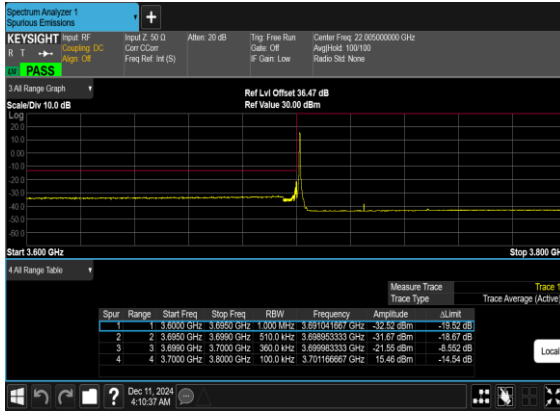 Spectrum Analyzer 1
Spurious Emissions
KEYSIGHT
R T
LM PASS
Input: RF
Coupling: DC
Align: Off
Input Z: 50 Ω
Corr CCorr
Freq Ref: Int (S)
Atten: 20 dB
Trig: Free Run
Gate: Off
IF Gain: Low
Center Freq: 22.005000000 GHz
Avg|Hold: 100/100
Radio Std: None
3 All Range Graph
Scale/Div 10.0 dB
Ref Lvl Offset 36.47 dB
Ref Value 30.00 dBm
Log
20.0
10.0
0.00
-10.0
-20.0
-30.0
-40.0
-50.0
-60.0
Start 3.600 GHz
Stop 3.800 GH
4 All Range Table
Measure Trace Trace 1
Trace Type Trace Average (Active)
Spur Range Start Freq Stop Freq RBW Frequency Amplitude ΔLimit
1 1 3.6000 GHz 3.6950 GHz 1.000 MHz 3.691041667 GHz -32.52 dBm -19.52 dB
2 2 3.6950 GHz 3.6990 GHz 510.0 kHz 3.698953333 GHz -31.67 dBm -18.67 dB
3 3 3.6990 GHz 3.7000 GHz 360.0 kHz 3.699983333 GHz -21.55 dBm -8.552 dB
4 4 3.7000 GHz 3.8000 GHz 100.0 kHz 3.701166667 GHz 15.46 dBm -14.54 dB
Local
?
Dec 11, 2024
4:10:37 AM